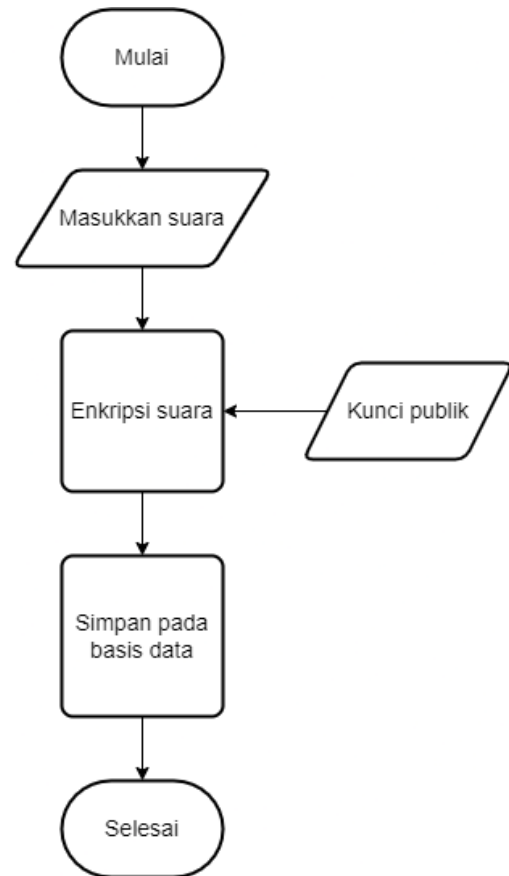 Mulai
Masukkan suara
Enkripsi suara
Kunci publik
Simpan pada
basis data
Selesai